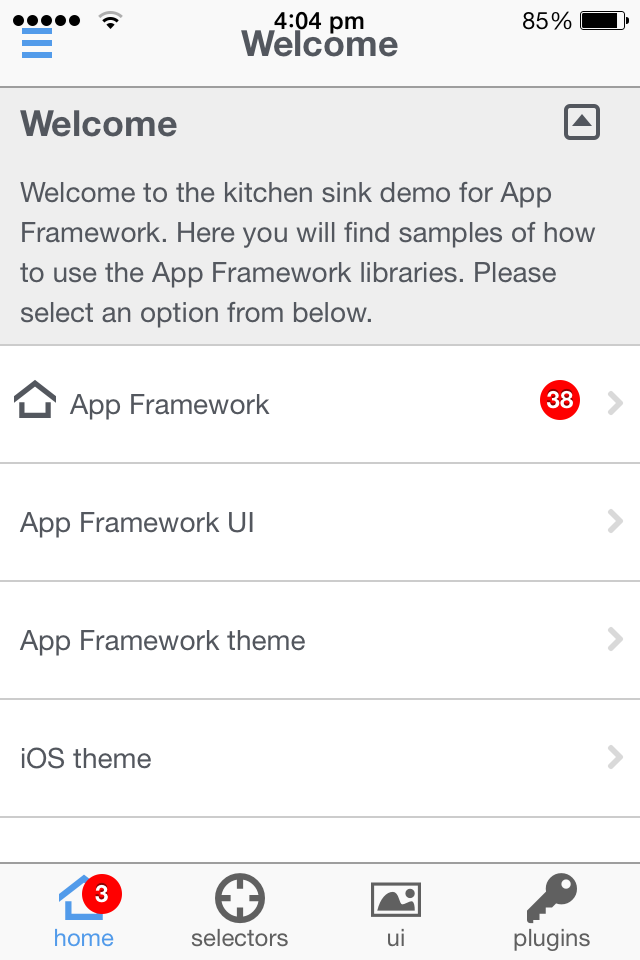 4:04 pm
85%
Welcome
Welcome
Welcome to the kitchen sink demo for App
Framework. Here you will find samples of how
to use the App Framework libraries. Please
select an option from below.
App Framework
38
App Framework UI
App Framework theme
iOS theme
3
home
selectors
ui
plugins